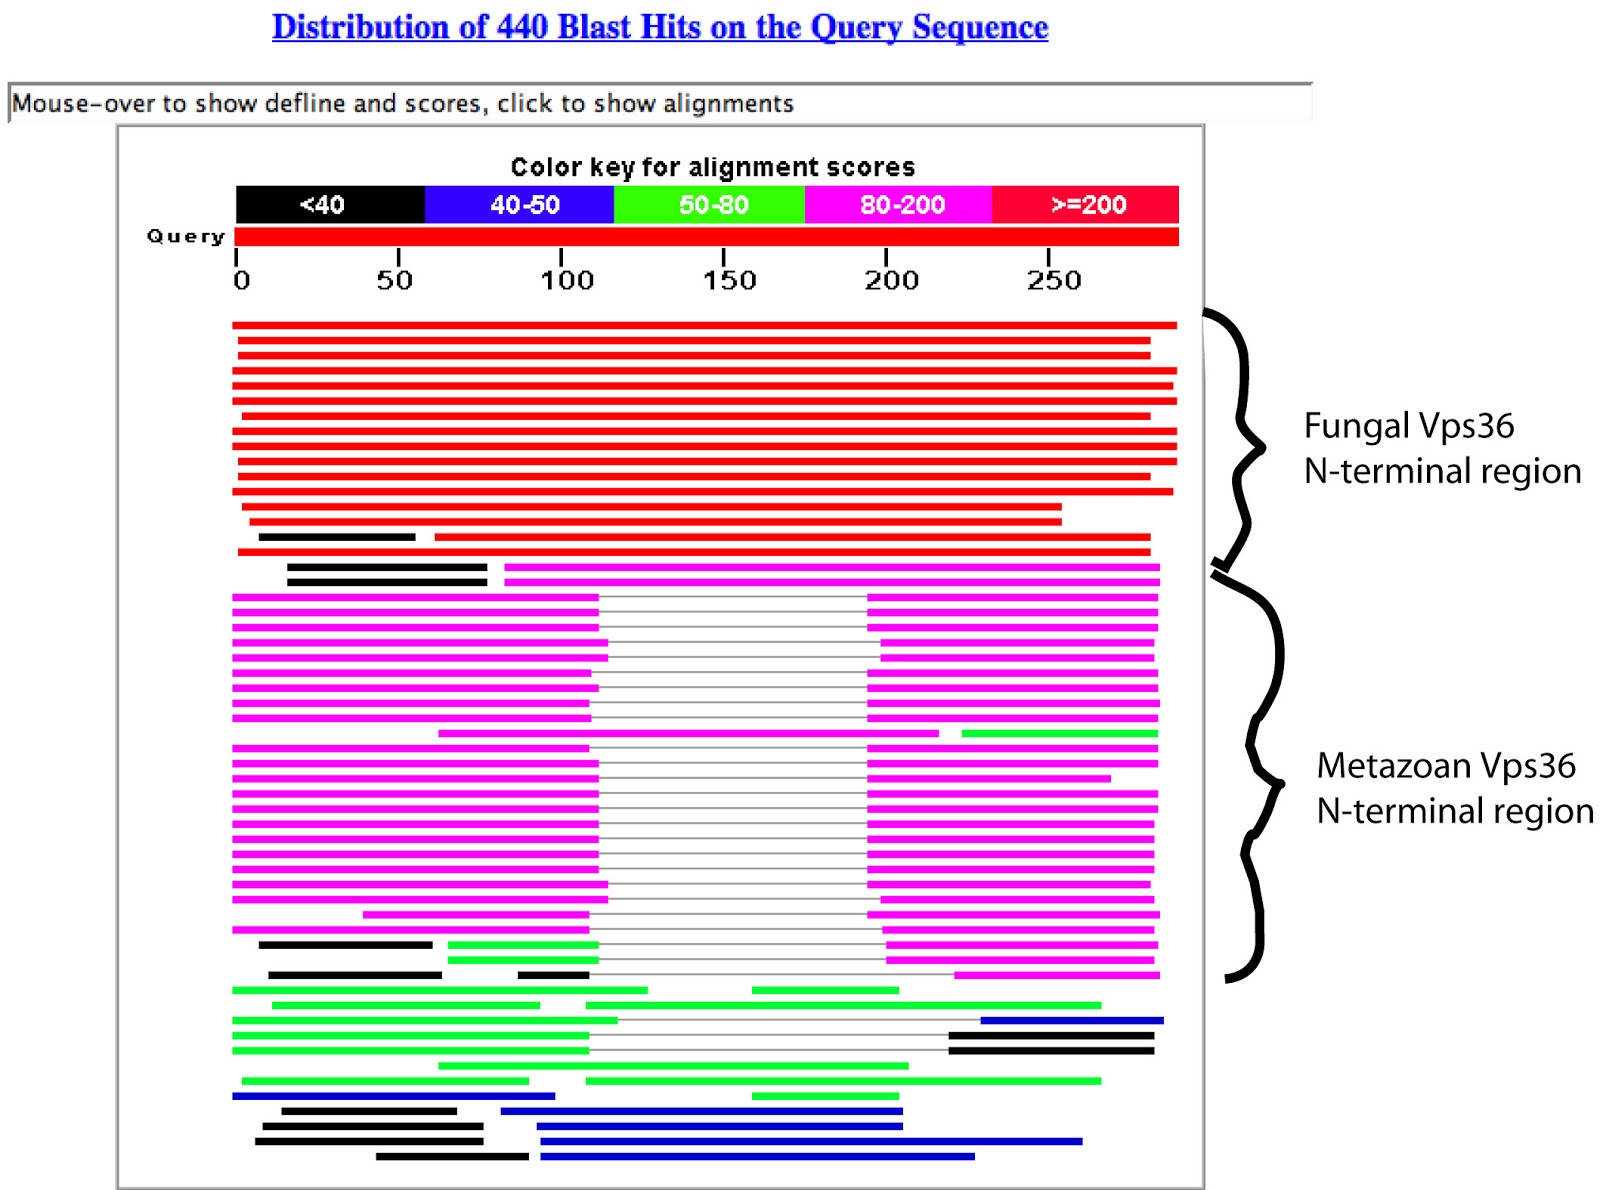 Distribution of 440 Blast Hits on the Query Sequence
Mouse-over to show defline and scores, click to show alignments
Color key for alignment scores
<40 40-50 50-80 80-200 >=200
Query
0 50 100 150 200 250
Fungal Vps36
N-terminal region
Metazoan Vps36
N-terminal region